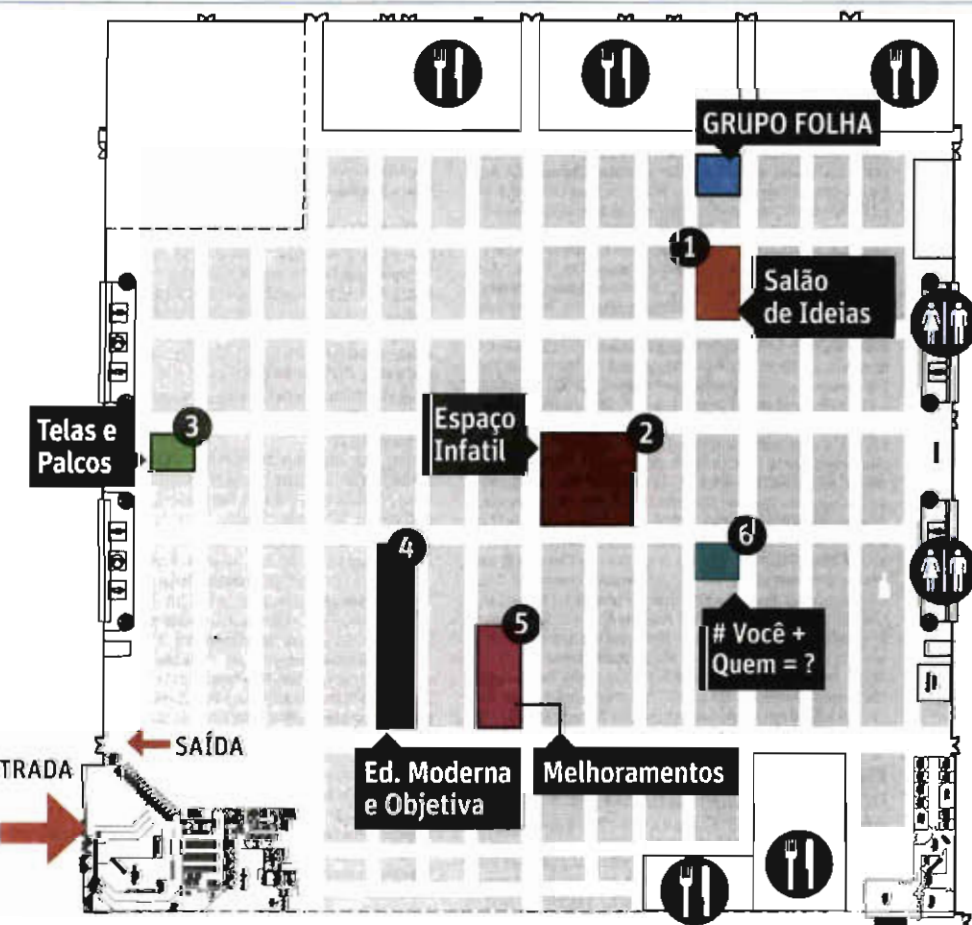 GRUPO FOLHA
1
Salão
de Ideias
3
Telas e
Palcos
Espaço
Infatil
2
4
6
5
# Você +
Quem = ?
SAÍDA
TRADA
Ed. Moderna
e Objetiva
Melhoramentos